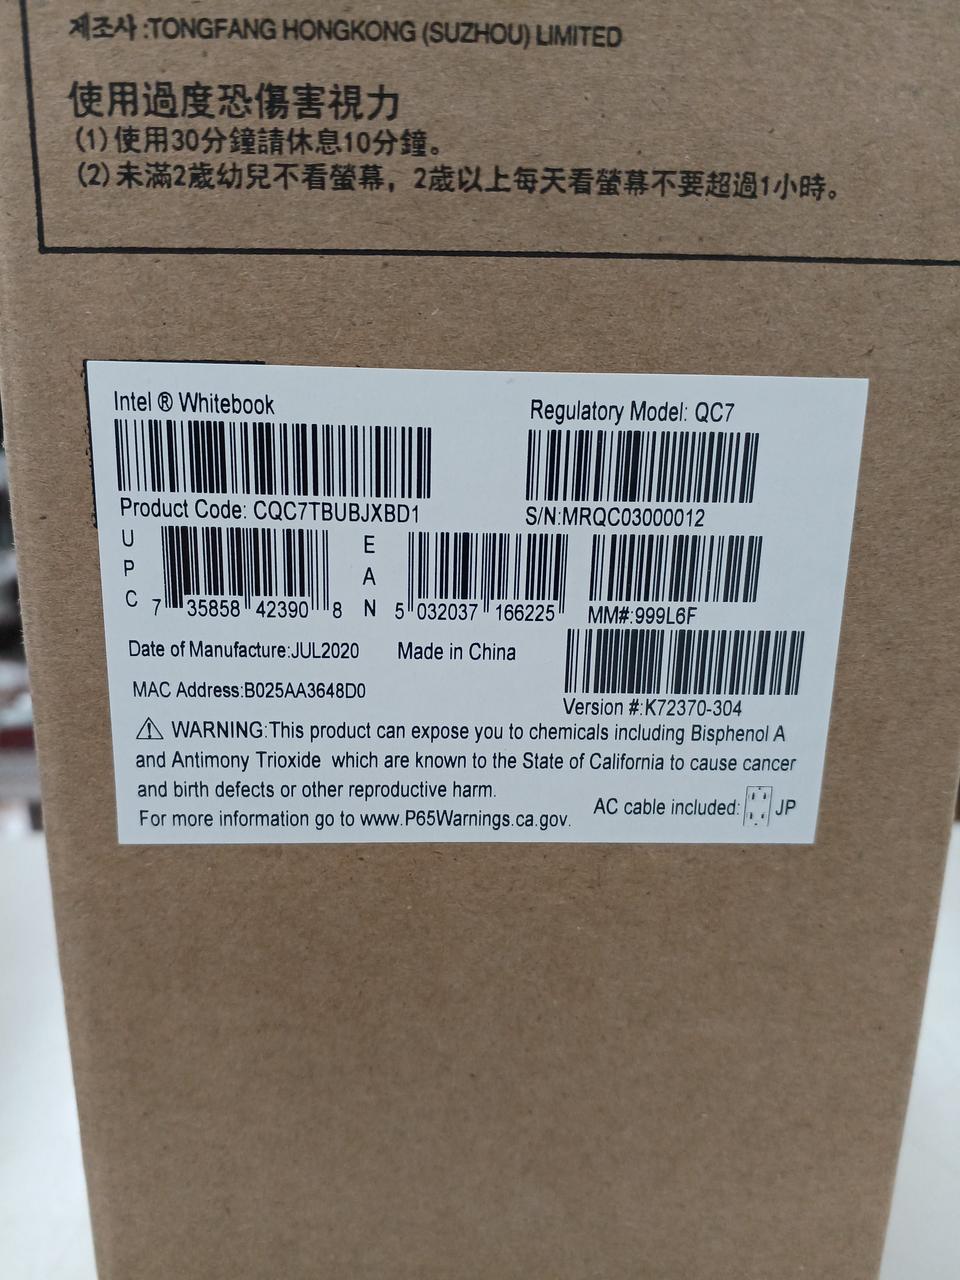 제조사 :TONGFANG HONGKONG (SUZHOU) LIMITED
使用過度恐傷害視力
(1) 使用30分鐘請休息10分鐘。
(2) 未滿2歲幼兒不看螢幕，2歲以上每天看螢幕不要超過1小時。
Intel ® Whitebook
Regulatory Model: QC7
Product Code: CQC7TBUBJXBD1
S/N:MRQC03000012
UPC 7 35858 42390 8
EAN 5 032037 166225
MM#:999L6F
Date of Manufacture:JUL2020 Made in China
MAC Address:B025AA3648D0
Version #:K72370-304
⚠ WARNING:This product can expose you to chemicals including Bisphenol A
and Antimony Trioxide which are known to the State of California to cause cancer
and birth defects or other reproductive harm.
For more information go to www.P65Warnings.ca.gov.
AC cable included: JP